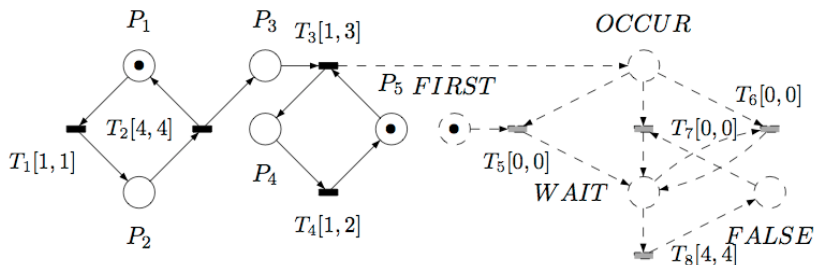 P₁
P₃
T₃[1, 3]
OCCUR
P₅
FIRST
T₆[0, 0]
T₂[4, 4]
T₇[0, 0]
T₁[1, 1]
P₄
T₅[0, 0]
WAIT
P₂
T₄[1, 2]
FALSE
T₈[4, 4]